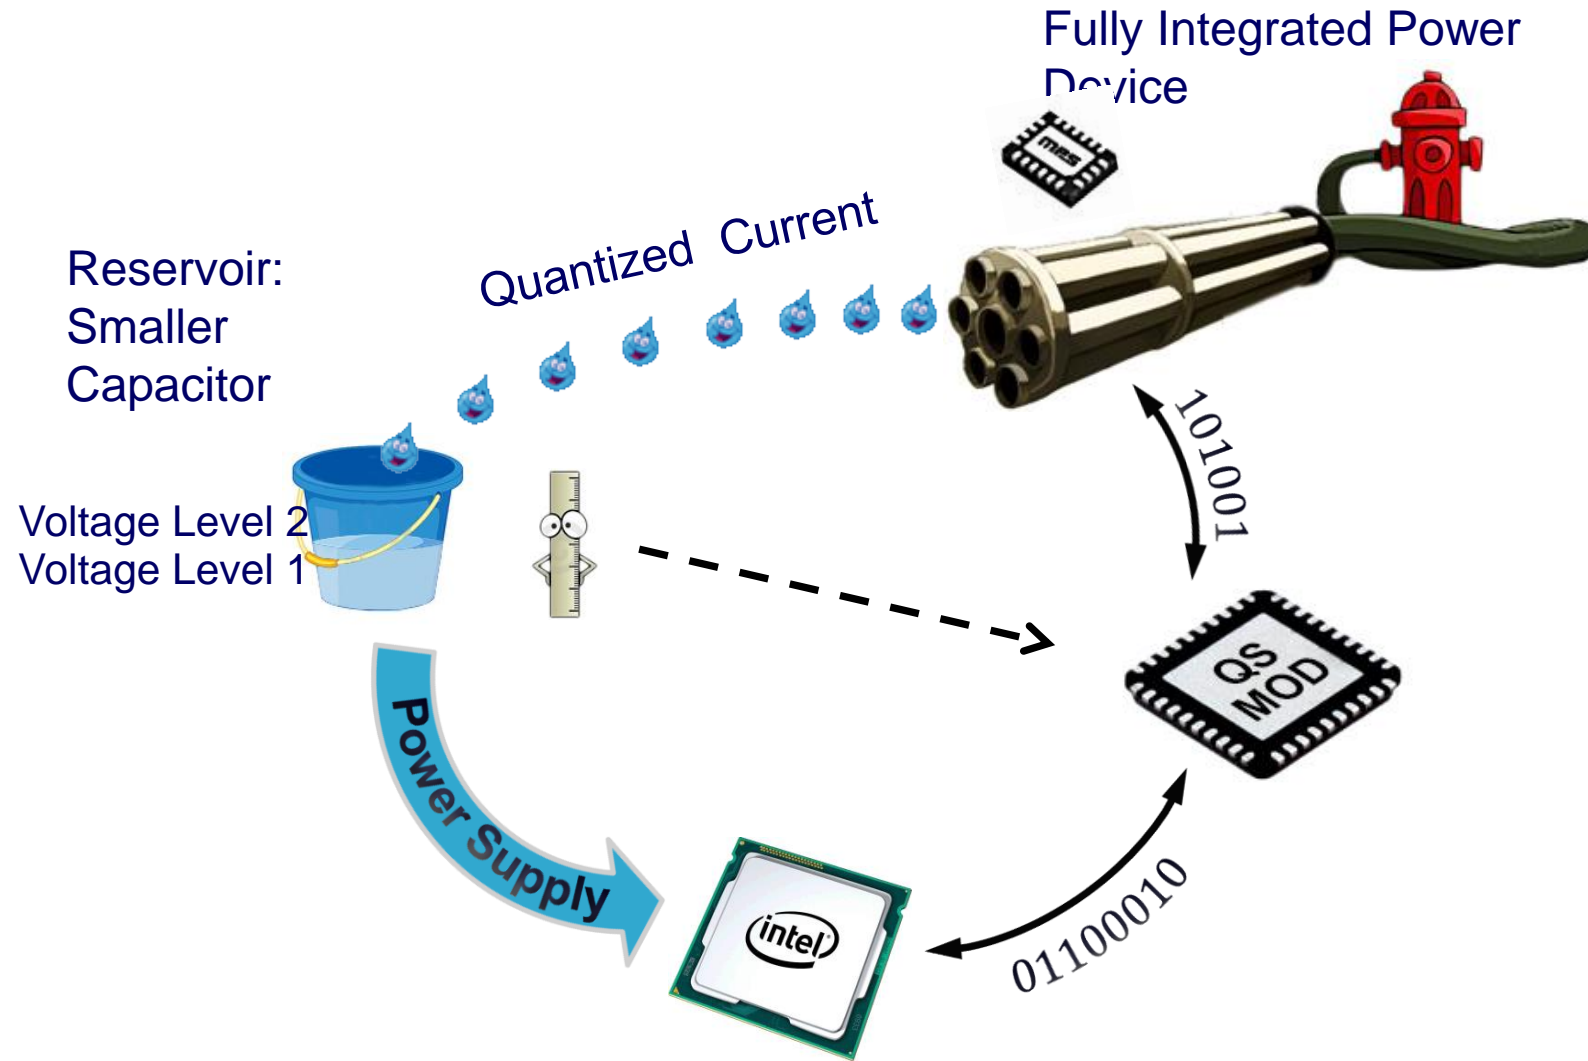 Fully Integrated Power
Device
mps
Quantized Current
Reservoir:
Smaller
Capacitor
Voltage Level 2
Voltage Level 1
101001
QS
MOD
Power Supply
intel
01100010